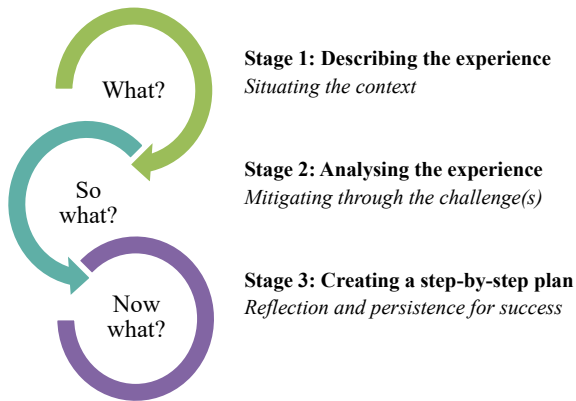 What?
Stage 1: Describing the experience
Situating the context
So
what?
Stage 2: Analysing the experience
Mitigating through the challenge(s)
Now
what?
Stage 3: Creating a step-by-step plan
Reflection and persistence for success